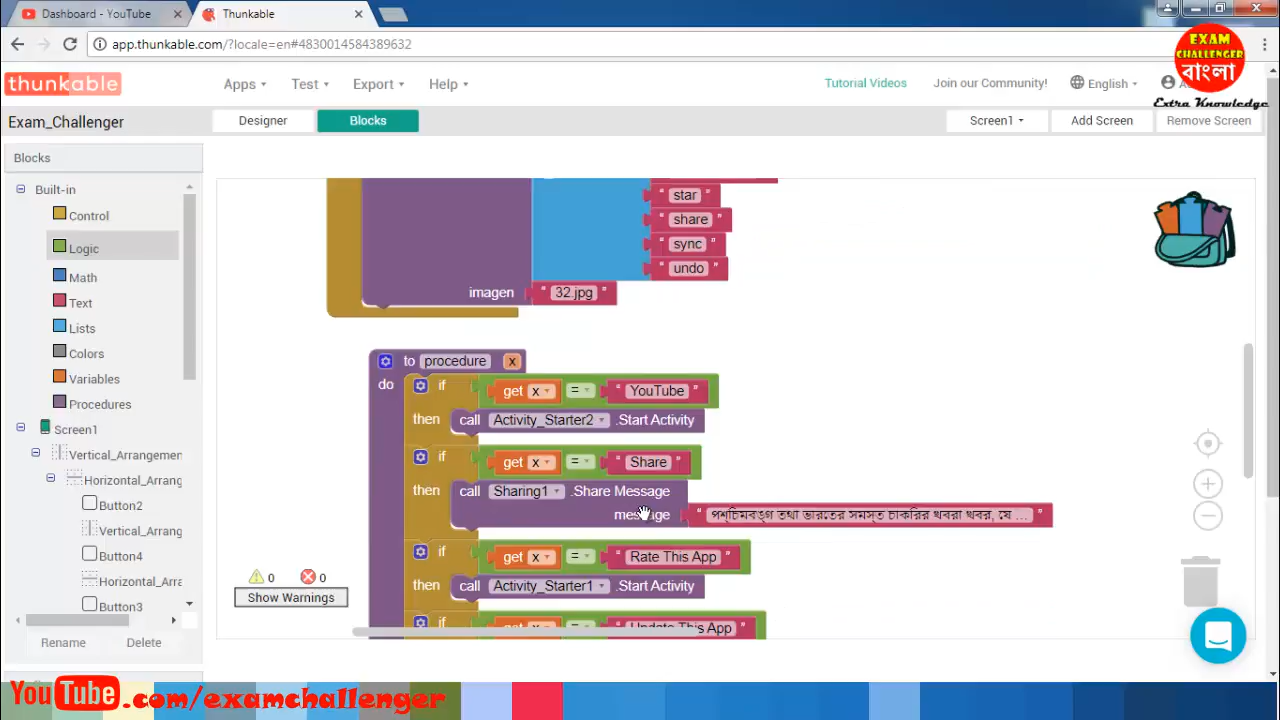 Dashboard - YouTube
Thunkable
app.thunkable.com/?locale=en#4830014584389632
EXAM
CHALLENGER
বাংলা
Extra Knowledge
thunkable
Apps
Test
Export
Help
Tutorial Videos
Join our Community!
English
Exam_Challenger
Designer
Blocks
Screen1
Add Screen
Remove Screen
Blocks
Built-in
Control
Logic
Math
Text
Lists
Colors
Variables
Procedures
Screen1
Vertical_Arrangemen
Horizontal_Arrang
Button2
Vertical_Arrang
Button4
Horizontal_Arra
Button3
Rename
Delete
" star "
" share "
" sync "
" undo "
imagen " 32.jpg "
to procedure x
do if get x = " YouTube "
then call Activity_Starter2 .Start Activity
if get x = " Share "
then call Sharing1 .Share Message
message " পশ্চিমবঙ্গ তথা ভারতের সমস্ত চাকরির খবরা খবর, যে ... "
if get x = " Rate This App "
then call Activity_Starter1 .Start Activity
if get x = " Update This App "
0 0
Show Warnings
YouTube.com/examchallenger